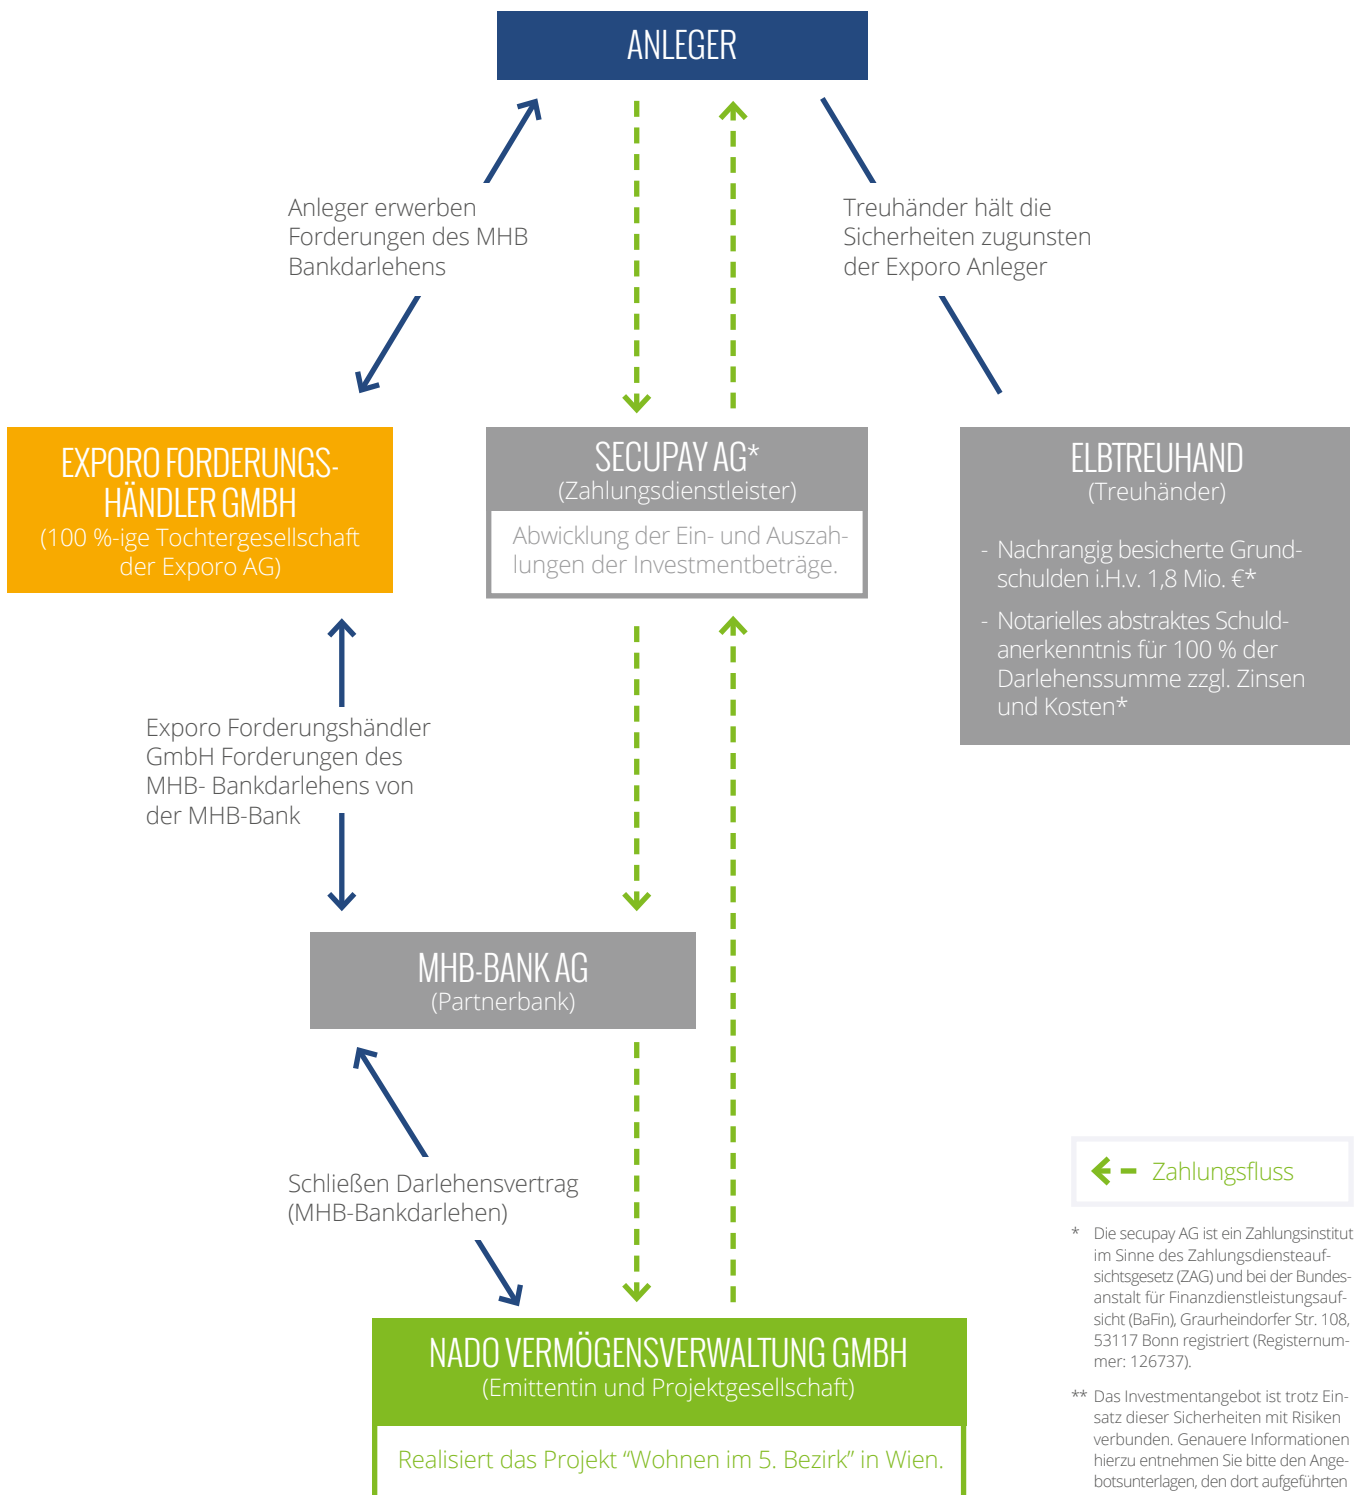 ANLEGER
Anleger erwerben
Forderungen des MHB
Bankdarlehens
Treuhänder hält die
Sicherheiten zugunsten
der Exporo Anleger
EXPORO FORDERUNGS-
HÄNDLER GMBH
(100 %-ige Tochtergesellschaft
der Exporo AG)
SECUPAY AG*
(Zahlungsdienstleister)
Abwicklung der Ein- und Auszah-
lungen der Investmentbeträge.
ELBTREUHAND
(Treuhänder)
- Nachrangig besicherte Grund-
schulden i.H.v. 1,8 Mio. €*
- Notarielles abstraktes Schuld-
anerkenntnis für 100 % der
Darlehenssumme zzgl. Zinsen
und Kosten*
Exporo Forderungshändler
GmbH Forderungen des
MHB- Bankdarlehens von
der MHB-Bank
MHB-BANK AG
(Partnerbank)
Schließen Darlehensvertrag
(MHB-Bankdarlehen)
NADO VERMÖGENSVERWALTUNG GMBH
(Emittentin und Projektgesellschaft)
Realisiert das Projekt “Wohnen im 5. Bezirk” in Wien.
Zahlungsfluss
* Die secupay AG ist ein Zahlungsinstitut
im Sinne des Zahlungsdiensteauf-
sichtsgesetz (ZAG) und bei der Bundes-
anstalt für Finanzdienstleistungsauf-
sicht (BaFin), Graurheindorfer Str. 108,
53117 Bonn registriert (Registernum-
mer: 126737).
** Das Investmentangebot ist trotz Ein-
satz dieser Sicherheiten mit Risiken
verbunden. Genauere Informationen
hierzu entnehmen Sie bitte den Ange-
botsunterlagen, den dort aufgeführten